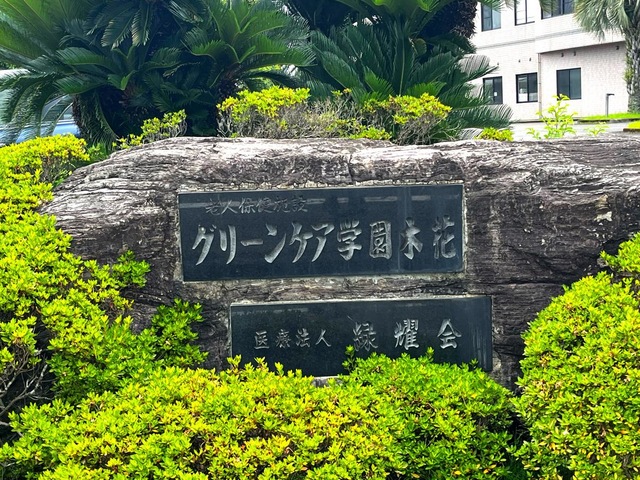 老人保健施設
グリーンケア学園木花
医療法人 緑耀会